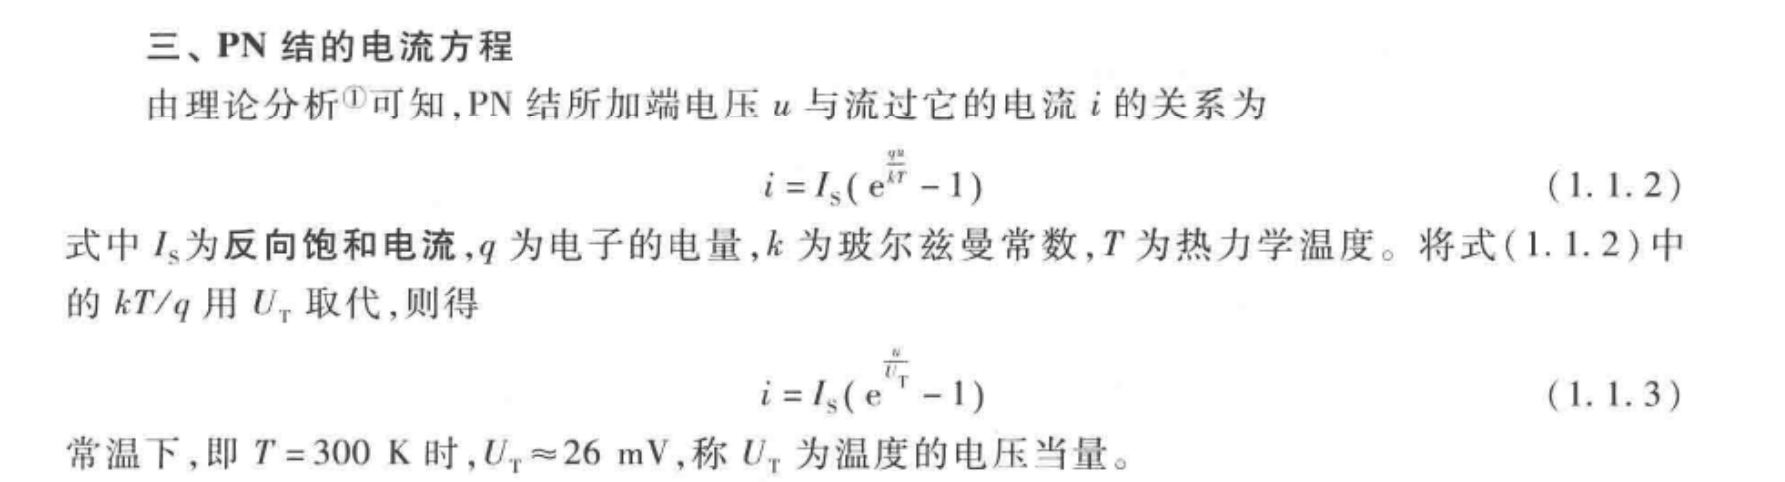 三、PN 结的电流方程
由理论分析①可知,PN 结所加端电压 u 与流过它的电流 i 的关系为
i = I_S(e^{\frac{qu}{kT}} - 1) (1.1.2)
式中 I_S为反向饱和电流,q 为电子的电量,k 为玻尔兹曼常数,T 为热力学温度。将式(1.1.2)中
的 kT/q 用 U_T 取代,则得
i = I_S(e^{\frac{u}{U_T}} - 1) (1.1.3)
常温下,即 T = 300 K 时,U_T≈26 mV,称 U_T 为温度的电压当量。